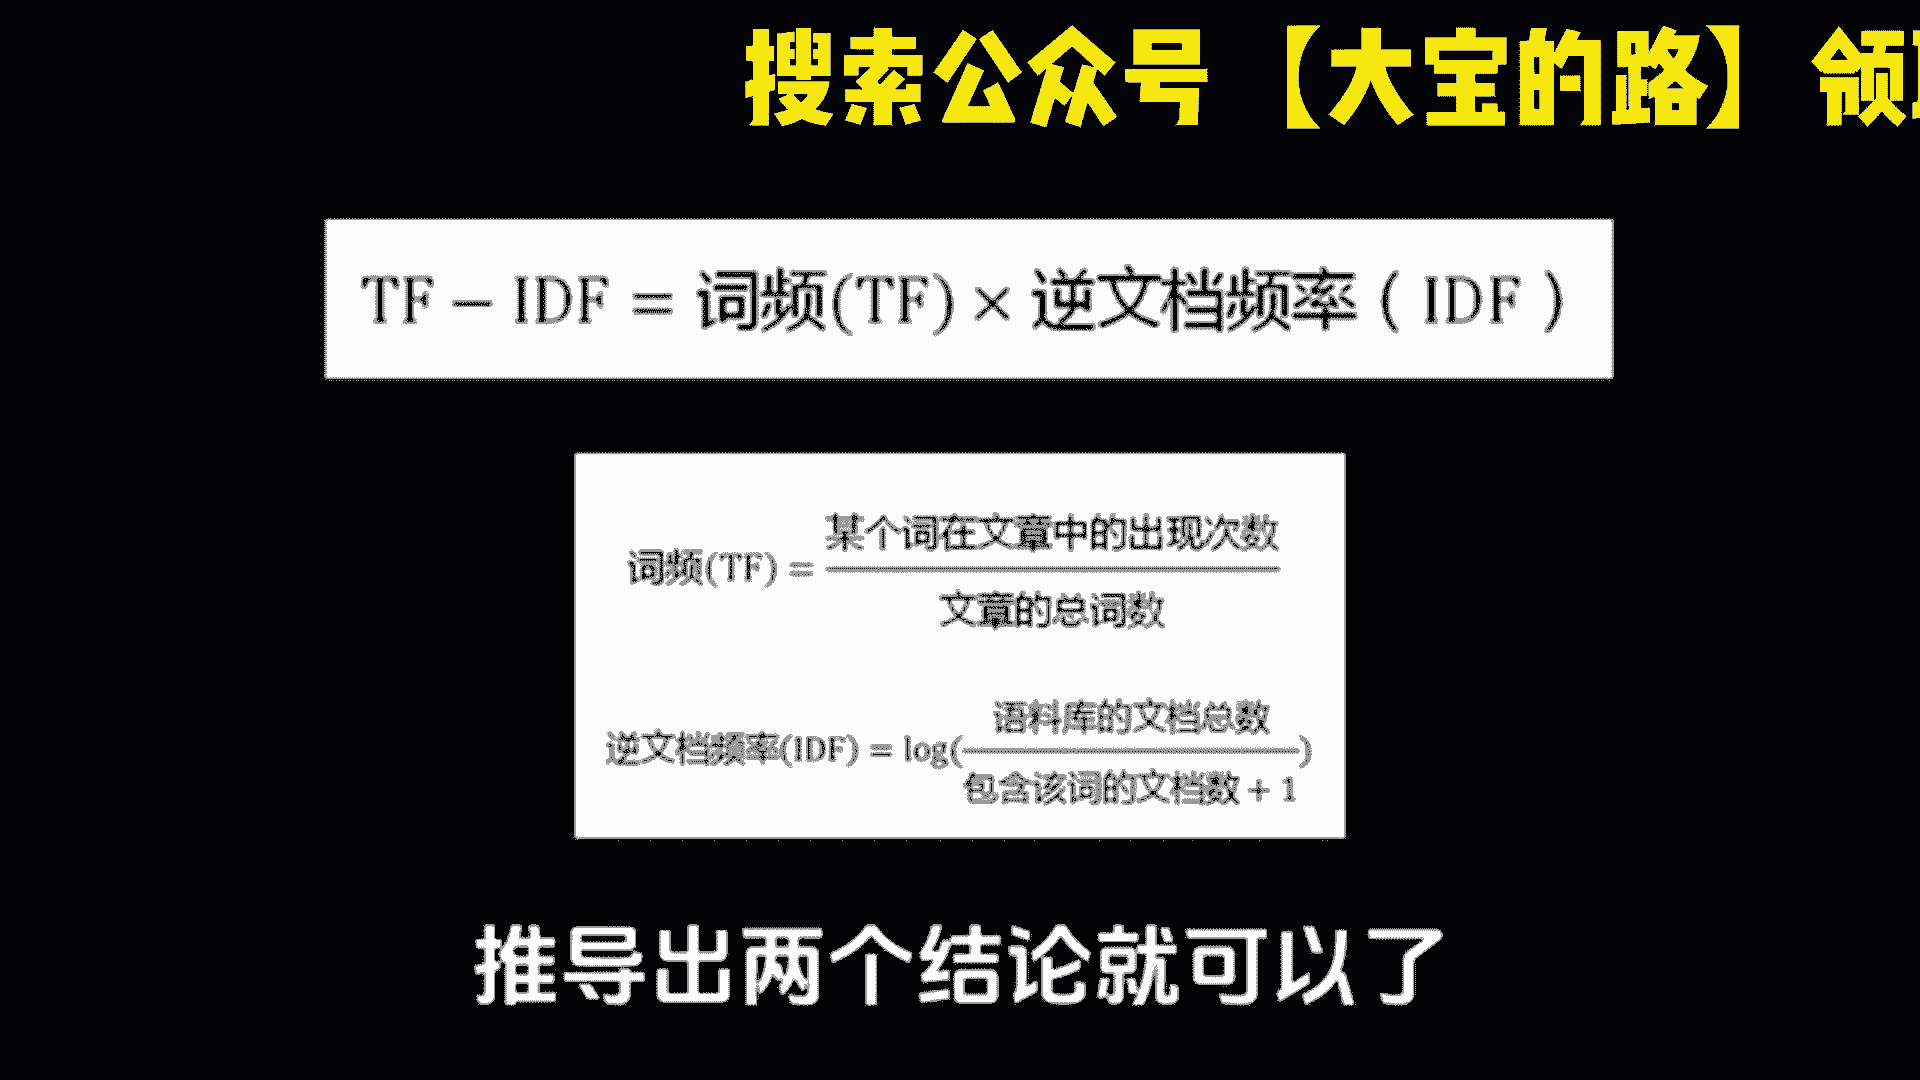 搜索公众号【大宝的路】领
TF − IDF = 词频(TF) × 逆文档频率（IDF）
词频(TF) = 某个词在文章中的出现次数
文章的总词数
逆文档频率(IDF) = log(语料库的文档总数
包含该词的文档数 + 1)
推导出两个结论就可以了